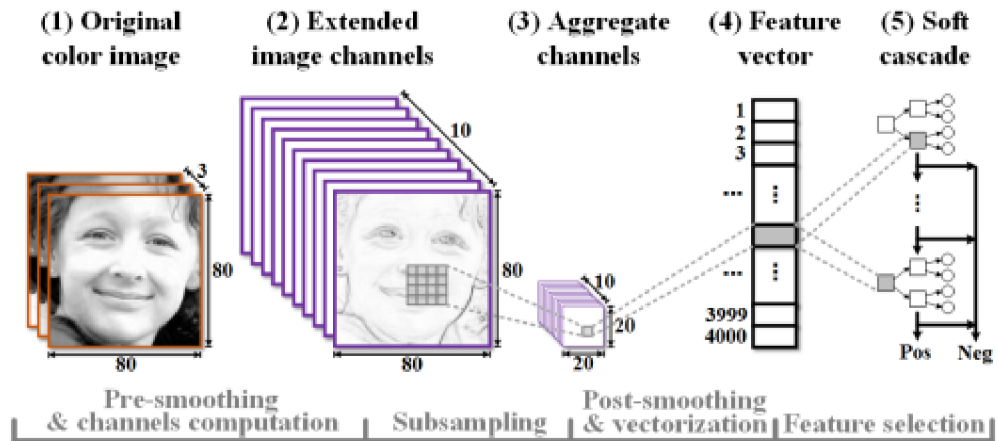 (1) Original
color image
(2) Extended
image channels
(3) Aggregate
channels
(4) Feature
vector
(5) Soft
cascade
3
80
80
10
80
80
10
20
20
1
2
3
...
...
...
...
3999
4000
...
Pos
Neg
Pre-smoothing
& channels computation
Subsampling
Post-smoothing
& vectorization
Feature selection